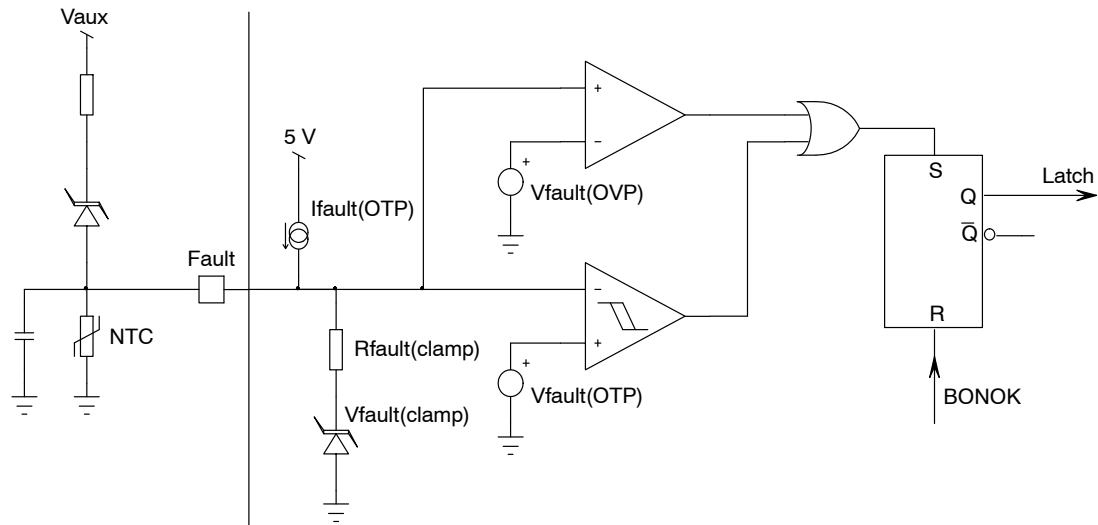 Vaux
+
−
5 V
Vfault(OVP)
S
Q
Latch
Ifault(OTP)
Q
Fault
−
NTC
Rfault(clamp)
+
R
Vfault(clamp)
+
Vfault(OTP)
BONOK
+